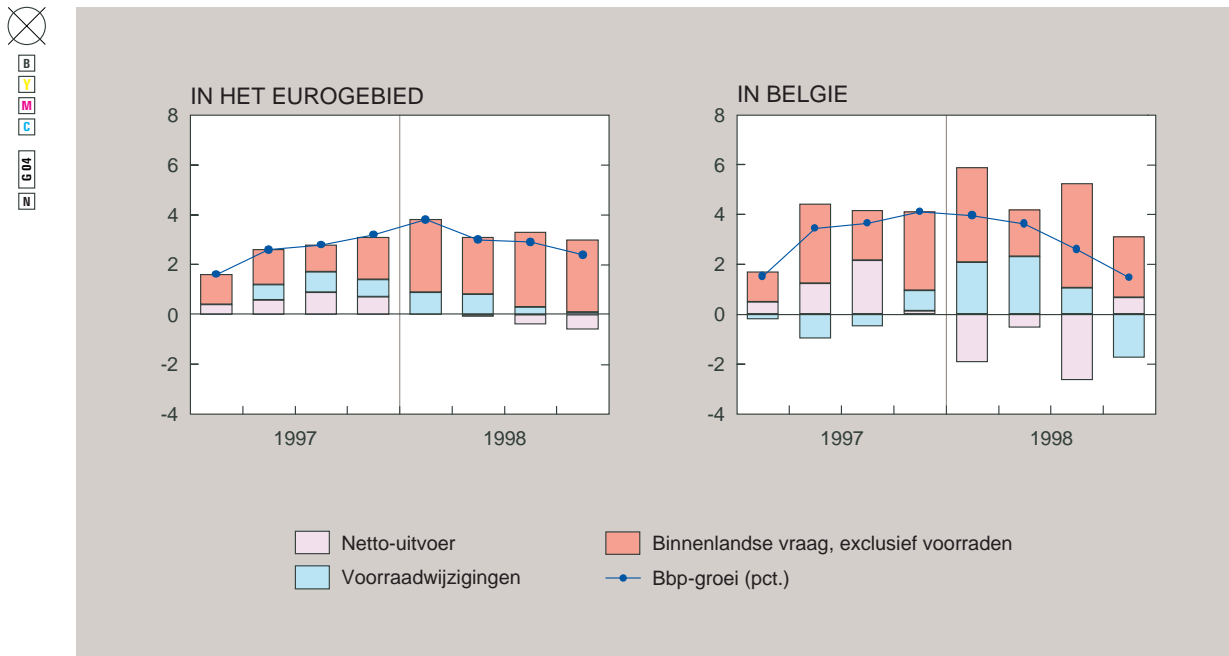 B
Y
M
C
G 04
N
IN HET EUROGEBIED
8
6
4
2
0
-2
-4
1997 1998
IN BELGIE
8
6
4
2
0
-2
-4
1997 1998
Netto-uitvoer
Voorraadwijzigingen
Binnenlandse vraag, exclusief voorraden
Bbp-groei (pct.)